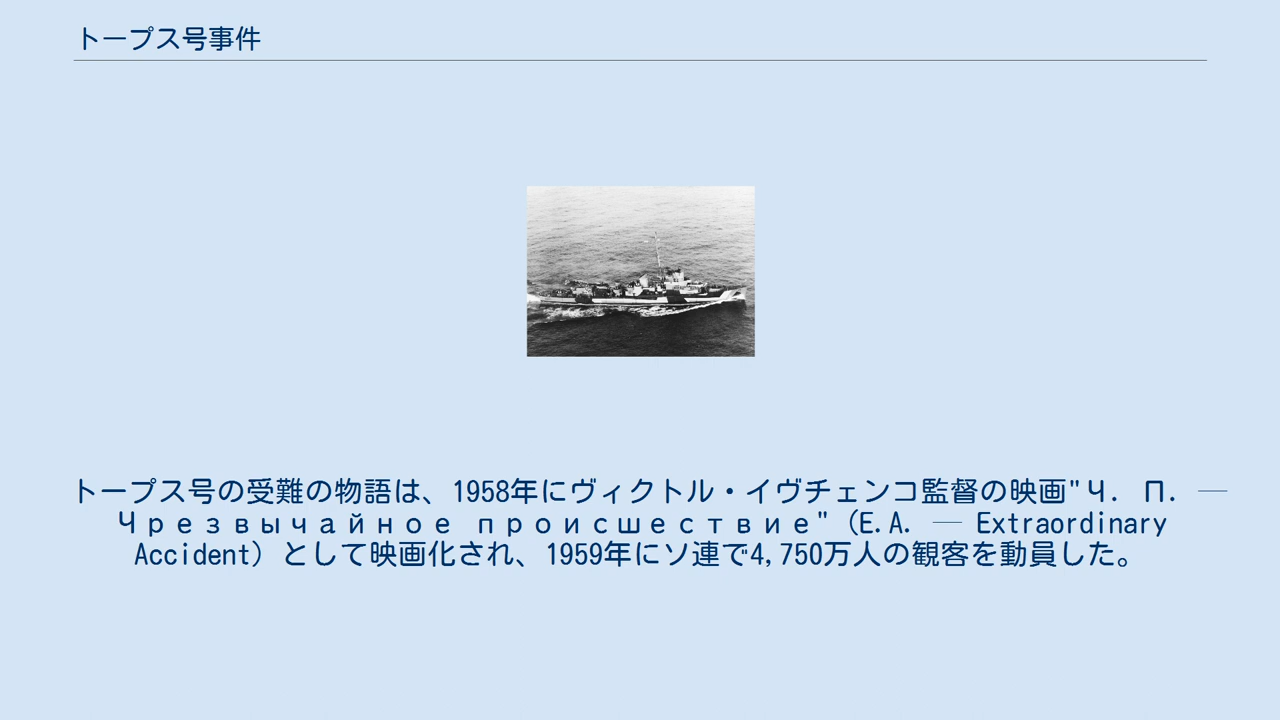 トープス号事件
トープス号の受難の物語は、1958年にヴィクトル・イヴチェンコ監督の映画"Ч. П. —
Чрезвычайное происшествие"（E.A. — Extraordinary
Accident）として映画化され、1959年にソ連で4,750万人の観客を動員した。